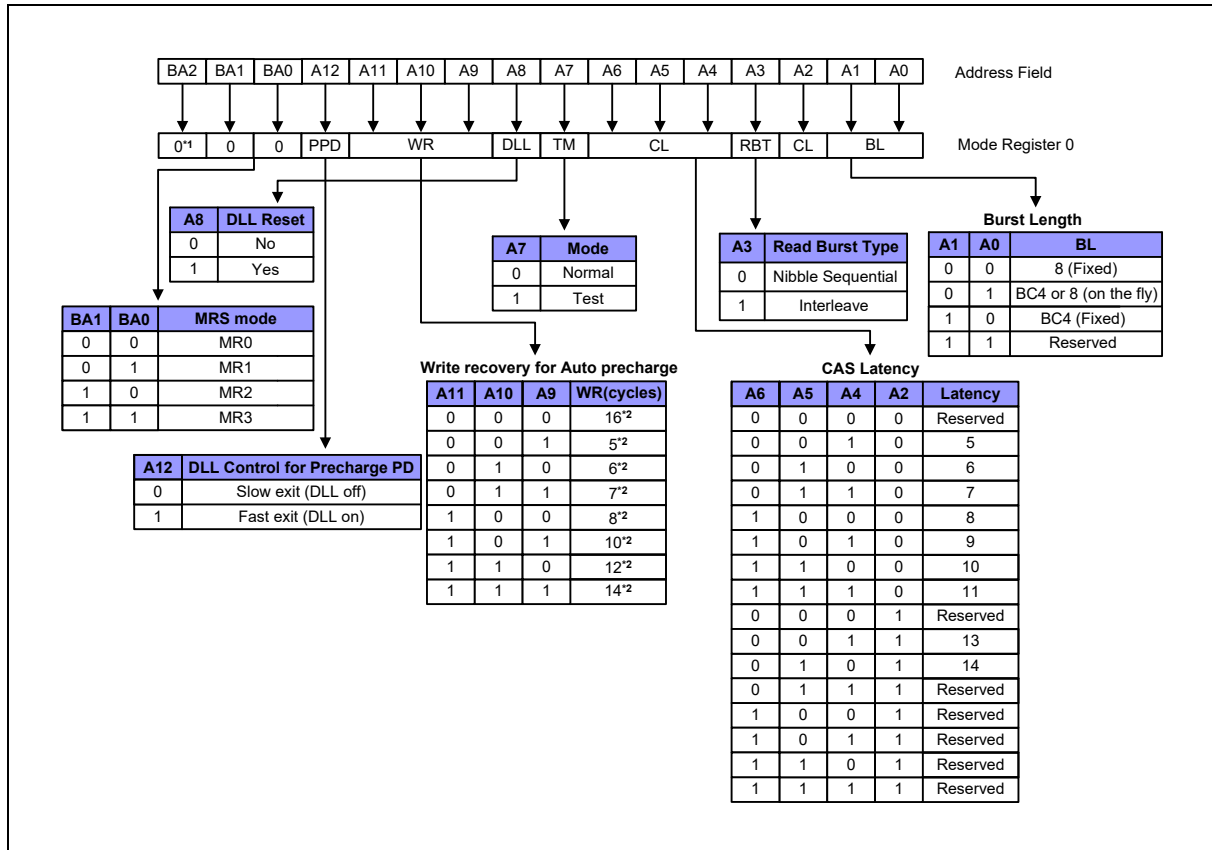 BA2 BA1 BA0 A12 A11 A10 A9 A8 A7 A6 A5 A4 A3 A2 A1 A0 Address Field
0*1 0 0 PPD WR DLL TM CL RBT CL BL Mode Register 0
A8 DLL Reset
0 No
1 Yes
A7 Mode
0 Normal
1 Test
A3 Read Burst Type
0 Nibble Sequential
1 Interleave
Burst Length
A1 A0 BL
0 0 8 (Fixed)
0 1 BC4 or 8 (on the fly)
1 0 BC4 (Fixed)
1 1 Reserved
BA1 BA0 MRS mode
0 0 MR0
0 1 MR1
1 0 MR2
1 1 MR3
A12 DLL Control for Precharge PD
0 Slow exit (DLL off)
1 Fast exit (DLL on)
Write recovery for Auto precharge
A11 A10 A9 WR(cycles)
0 0 0 16*2
0 0 1 5*2
0 1 0 6*2
0 1 1 7*2
1 0 0 8*2
1 0 1 10*2
1 1 0 12*2
1 1 1 14*2
CAS Latency
A6 A5 A4 A2 Latency
0 0 0 0 Reserved
0 0 1 0 5
0 1 0 0 6
0 1 1 0 7
1 0 0 0 8
1 0 1 0 9
1 1 0 0 10
1 1 1 0 11
0 0 0 1 Reserved
0 0 1 1 13
0 1 0 1 14
0 1 1 1 Reserved
1 0 0 1 Reserved
1 0 1 1 Reserved
1 1 0 1 Reserved
1 1 1 1 Reserved